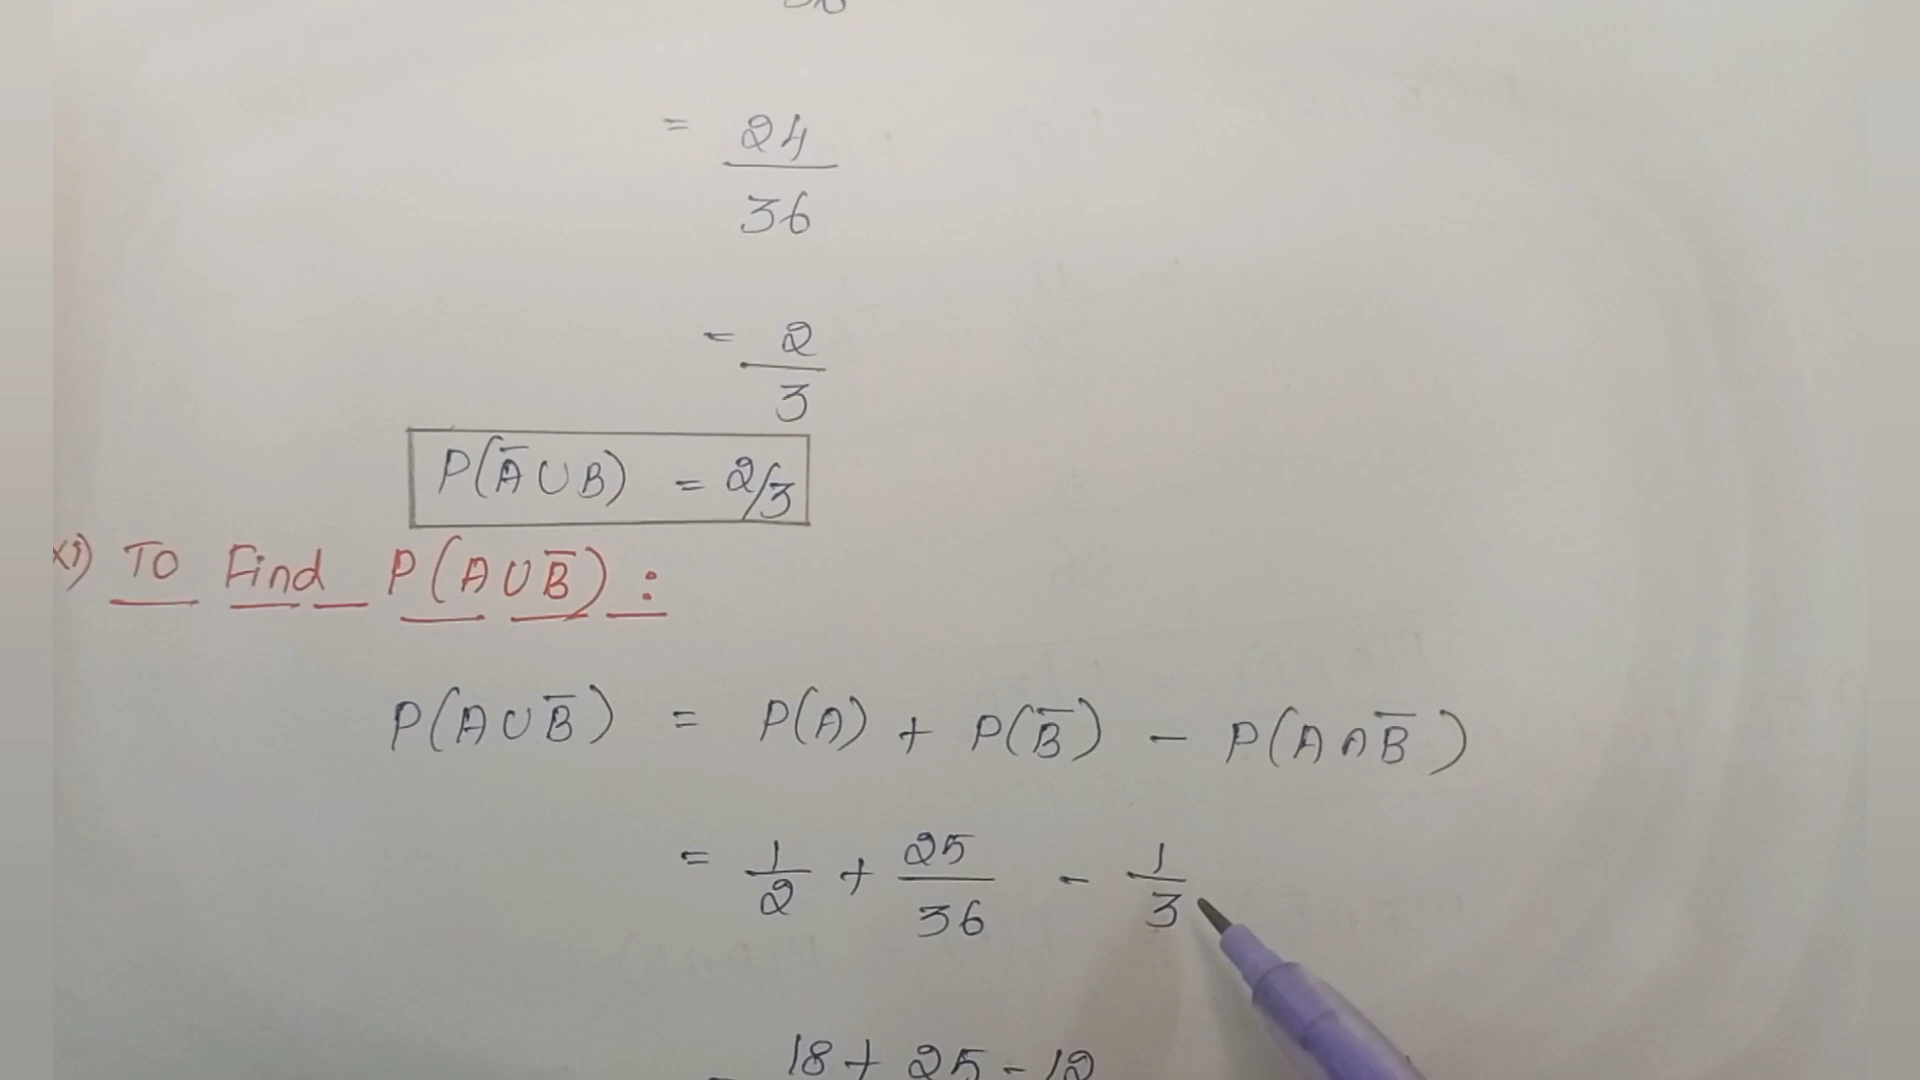 = 24
36
= 2
3
P(A̅ ∪ B) = 2/3
xi) To Find P(A∪B̅) :
P(A∪B̅) = P(A) + P(B̅) - P(A∩B̅)
= 1/2 + 25/36 - 1/3
= 18 + 25 - 12